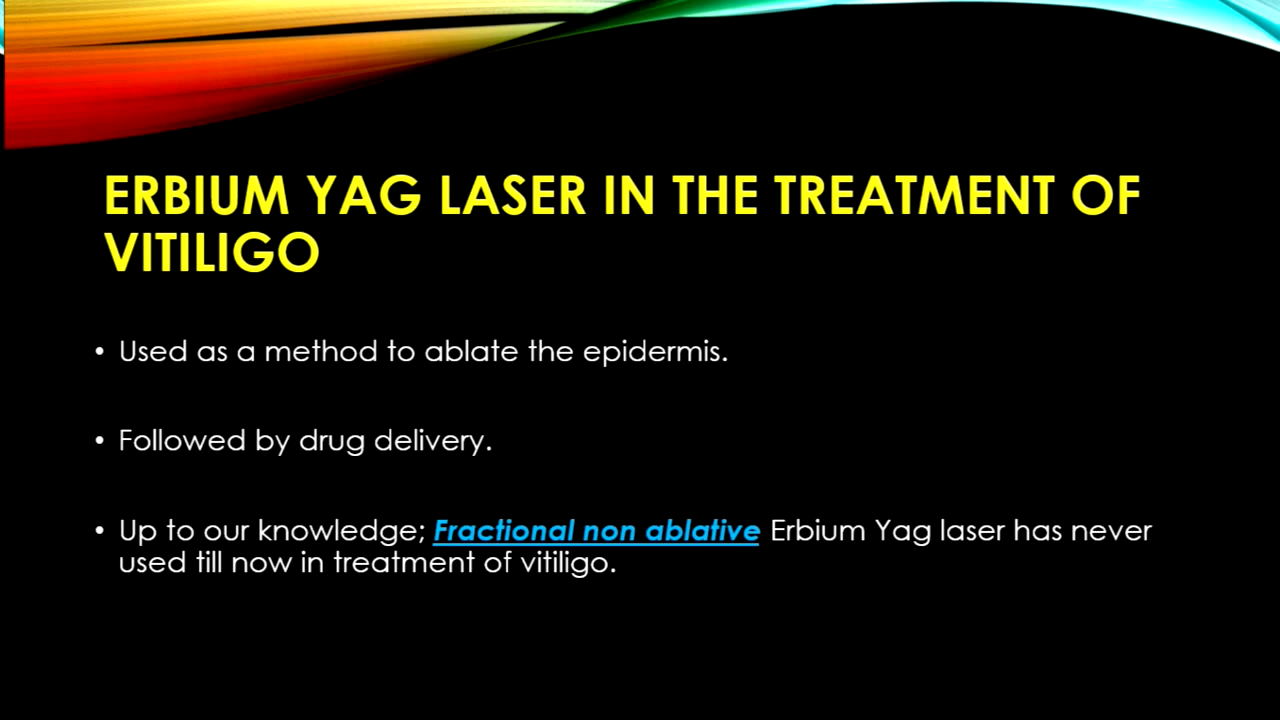 ERBIUM YAG LASER IN THE TREATMENT OF
VITILIGO
• Used as a method to ablate the epidermis.
• Followed by drug delivery.
• Up to our knowledge; Fractional non ablative Erbium Yag laser has never
used till now in treatment of vitiligo.